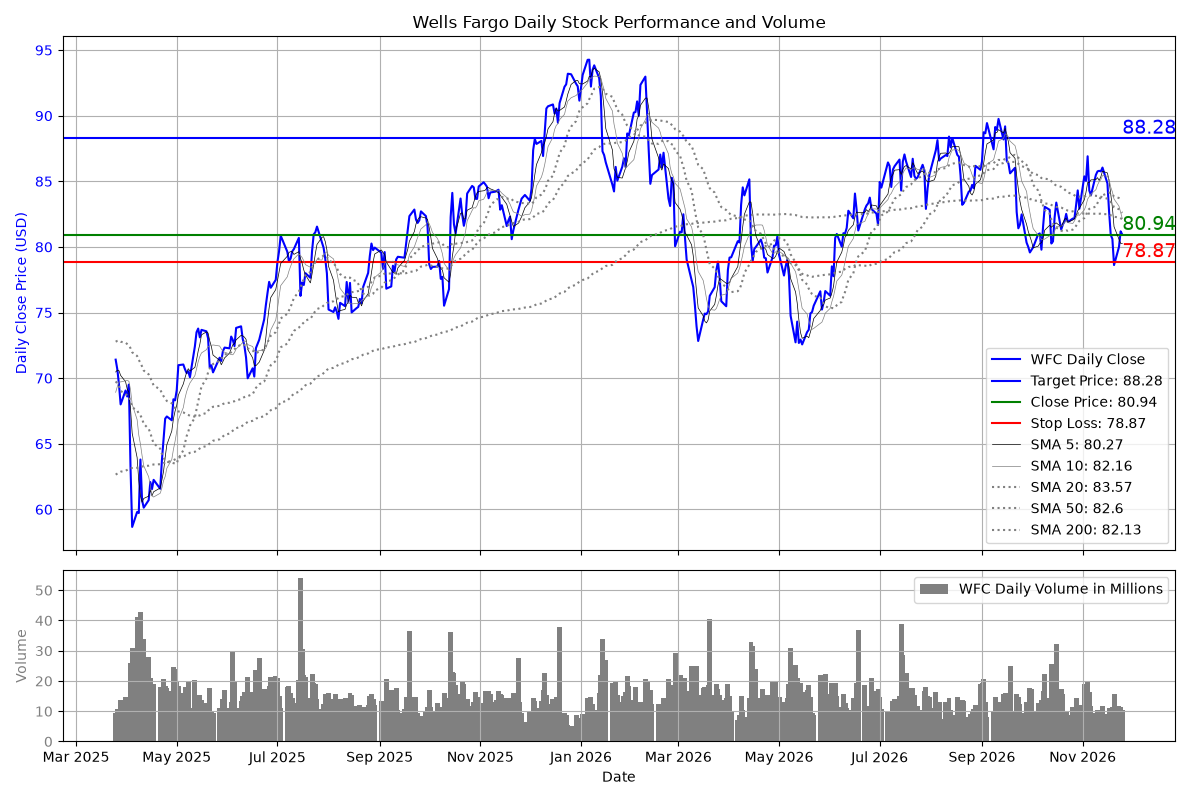 Wells Fargo Daily Stock Performance and Volume
Daily Close Price (USD)
95
90
85
80
75
70
65
60
88.28
80.94
78.87
WFC Daily Close
Target Price: 88.28
Close Price: 80.94
Stop Loss: 78.87
SMA 5: 80.27
SMA 10: 82.16
SMA 20: 83.57
SMA 50: 82.6
SMA 200: 82.13
Volume
50
40
30
20
10
0
WFC Daily Volume in Millions
Mar 2025 May 2025 Jul 2025 Sep 2025 Nov 2025 Jan 2026 Mar 2026 May 2026 Jul 2026 Sep 2026 Nov 2026
Date